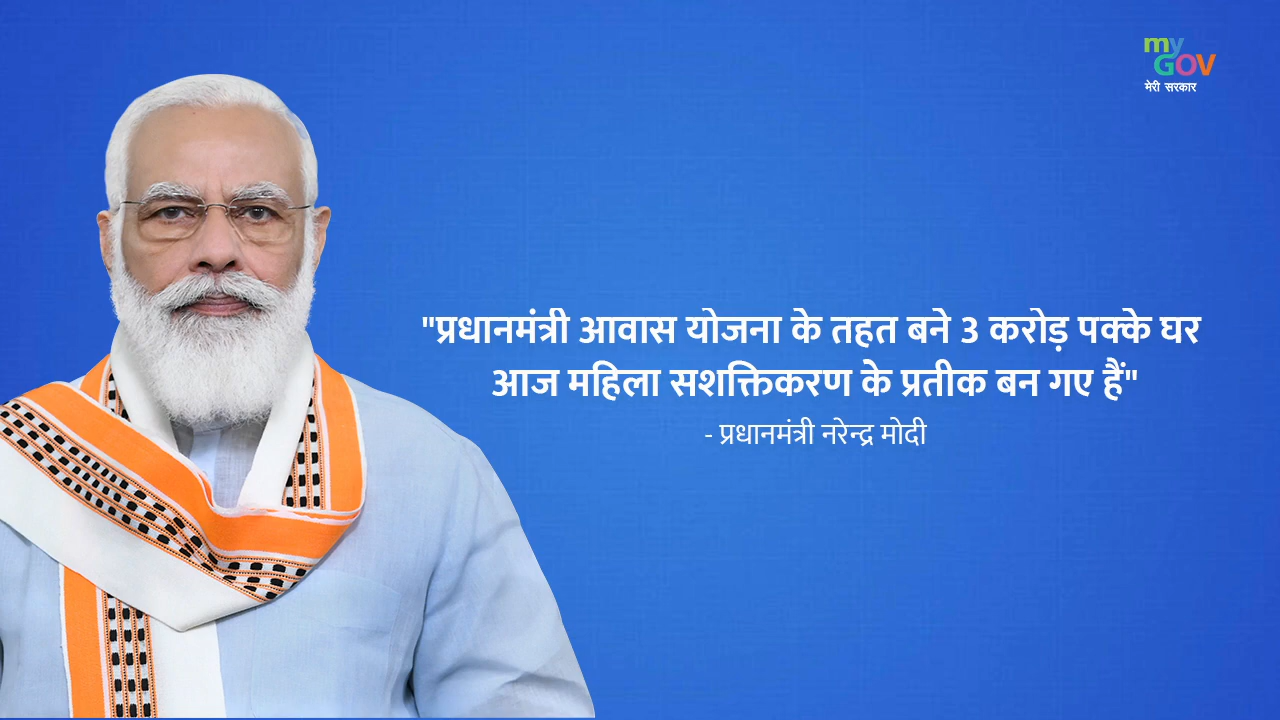 my
GOV
मेरी सरकार
"प्रधानमंत्री आवास योजना के तहत बने 3 करोड़ पक्के घर
आज महिला सशक्तिकरण के प्रतीक बन गए हैं"
- प्रधानमंत्री नरेन्द्र मोदी